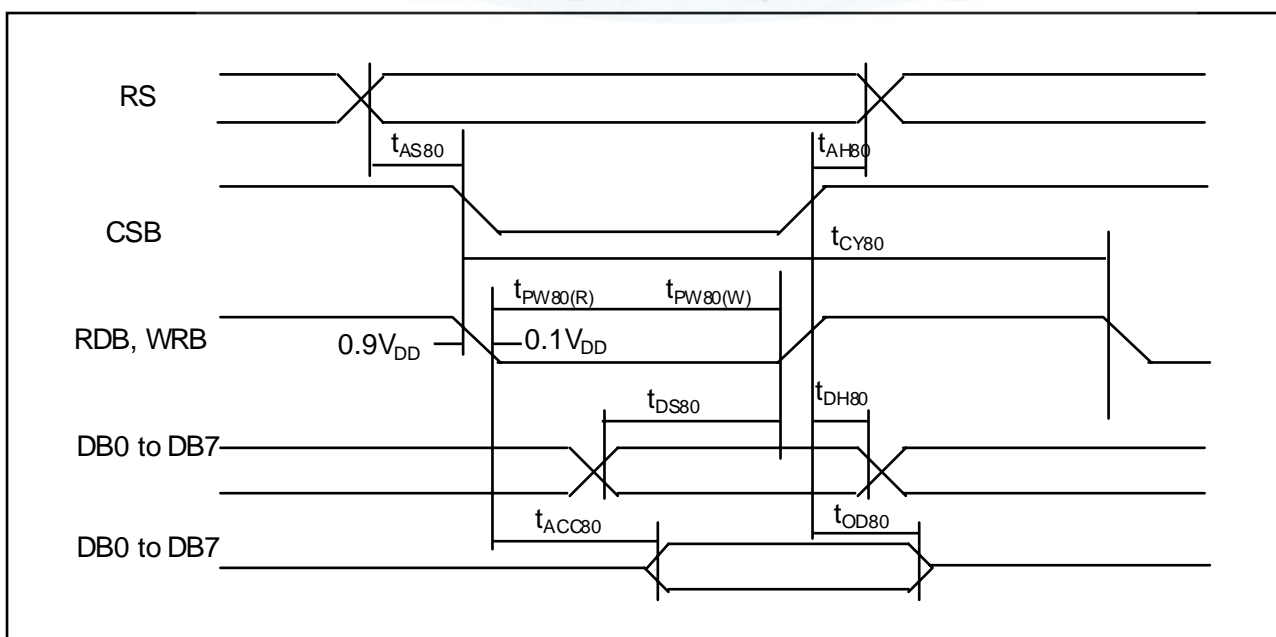 RS
tAS80
tAH80
CSB
tCY80
tPW80(R)
tPW80(W)
RDB, WRB
0.9VDD
0.1VDD
tDS80
tDH80
DB0 to DB7
tACC80
tOD80
DB0 to DB7